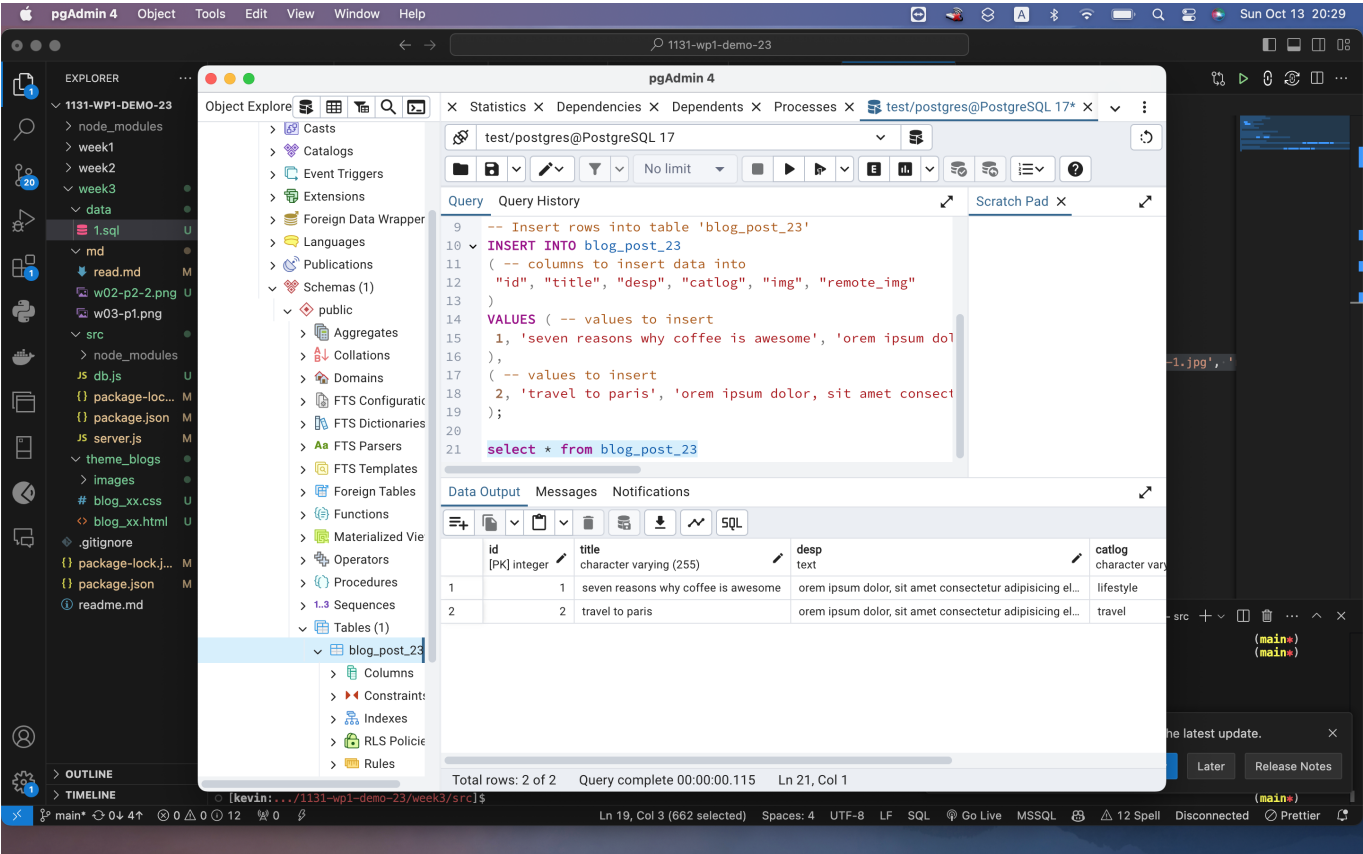 pgAdmin 4 Object Tools Edit View Window Help
A
Sun Oct 13 20:29
1131-wp1-demo-23
EXPLORER
1131-WP1-DEMO-23
node_modules
week1
week2
week3
data
1.sql U
md
read.md M
w02-p2-2.png U
w03-p1.png
src
node_modules
JS db.js U
{} package-loc... M
{} package.json M
JS server.js M
theme_blogs
images
# blog_xx.css U
<> blog_xx.html U
.gitignore
{} package-lock.j... M
{} package.json M
readme.md
OUTLINE
TIMELINE
1
20
1
1
pgAdmin 4
Object Explore
Casts
Catalogs
Event Triggers
Extensions
Foreign Data Wrapper
Languages
Publications
Schemas (1)
public
Aggregates
Collations
Domains
FTS Configuratic
FTS Dictionaries
Aa FTS Parsers
FTS Templates
Foreign Tables
Functions
Materialized Vie
Operators
Procedures
1..3 Sequences
Tables (1)
blog_post_23
Columns
Constraints
Indexes
RLS Policie
Rules
Statistics Dependencies Dependents Processes test/postgres@PostgreSQL 17*
test/postgres@PostgreSQL 17
No limit
E
Query Query History
Scratch Pad
9 -- Insert rows into table 'blog_post_23'
10 INSERT INTO blog_post_23
11 ( -- columns to insert data into
12 "id", "title", "desp", "catlog", "img", "remote_img"
13 )
14 VALUES ( -- values to insert
15 1, 'seven reasons why coffee is awesome', 'orem ipsum dol
16 ),
17 ( -- values to insert
18 2, 'travel to paris', 'orem ipsum dolor, sit amet consect
19 );
20
21 select * from blog_post_23
Data Output Messages Notifications
SQL
id
[PK] integer
title
character varying (255)
desp
text
catlog
character vary
1 1 seven reasons why coffee is awesome orem ipsum dolor, sit amet consectetur adipisicing el... lifestyle
2 2 travel to paris orem ipsum dolor, sit amet consectetur adipisicing el... travel
Total rows: 2 of 2 Query complete 00:00:00.115 Ln 21, Col 1
-1.jpg', '
src
(main*)
(main*)
he latest update.
Later Release Notes
[kevin:.../1131-wp1-demo-23/week3/src]$ (main*)
main* 0↓ 4↑ 0 0 12 0 Ln 19, Col 3 (662 selected) Spaces: 4 UTF-8 LF SQL Go Live MSSQL 12 Spell Disconnected Prettier